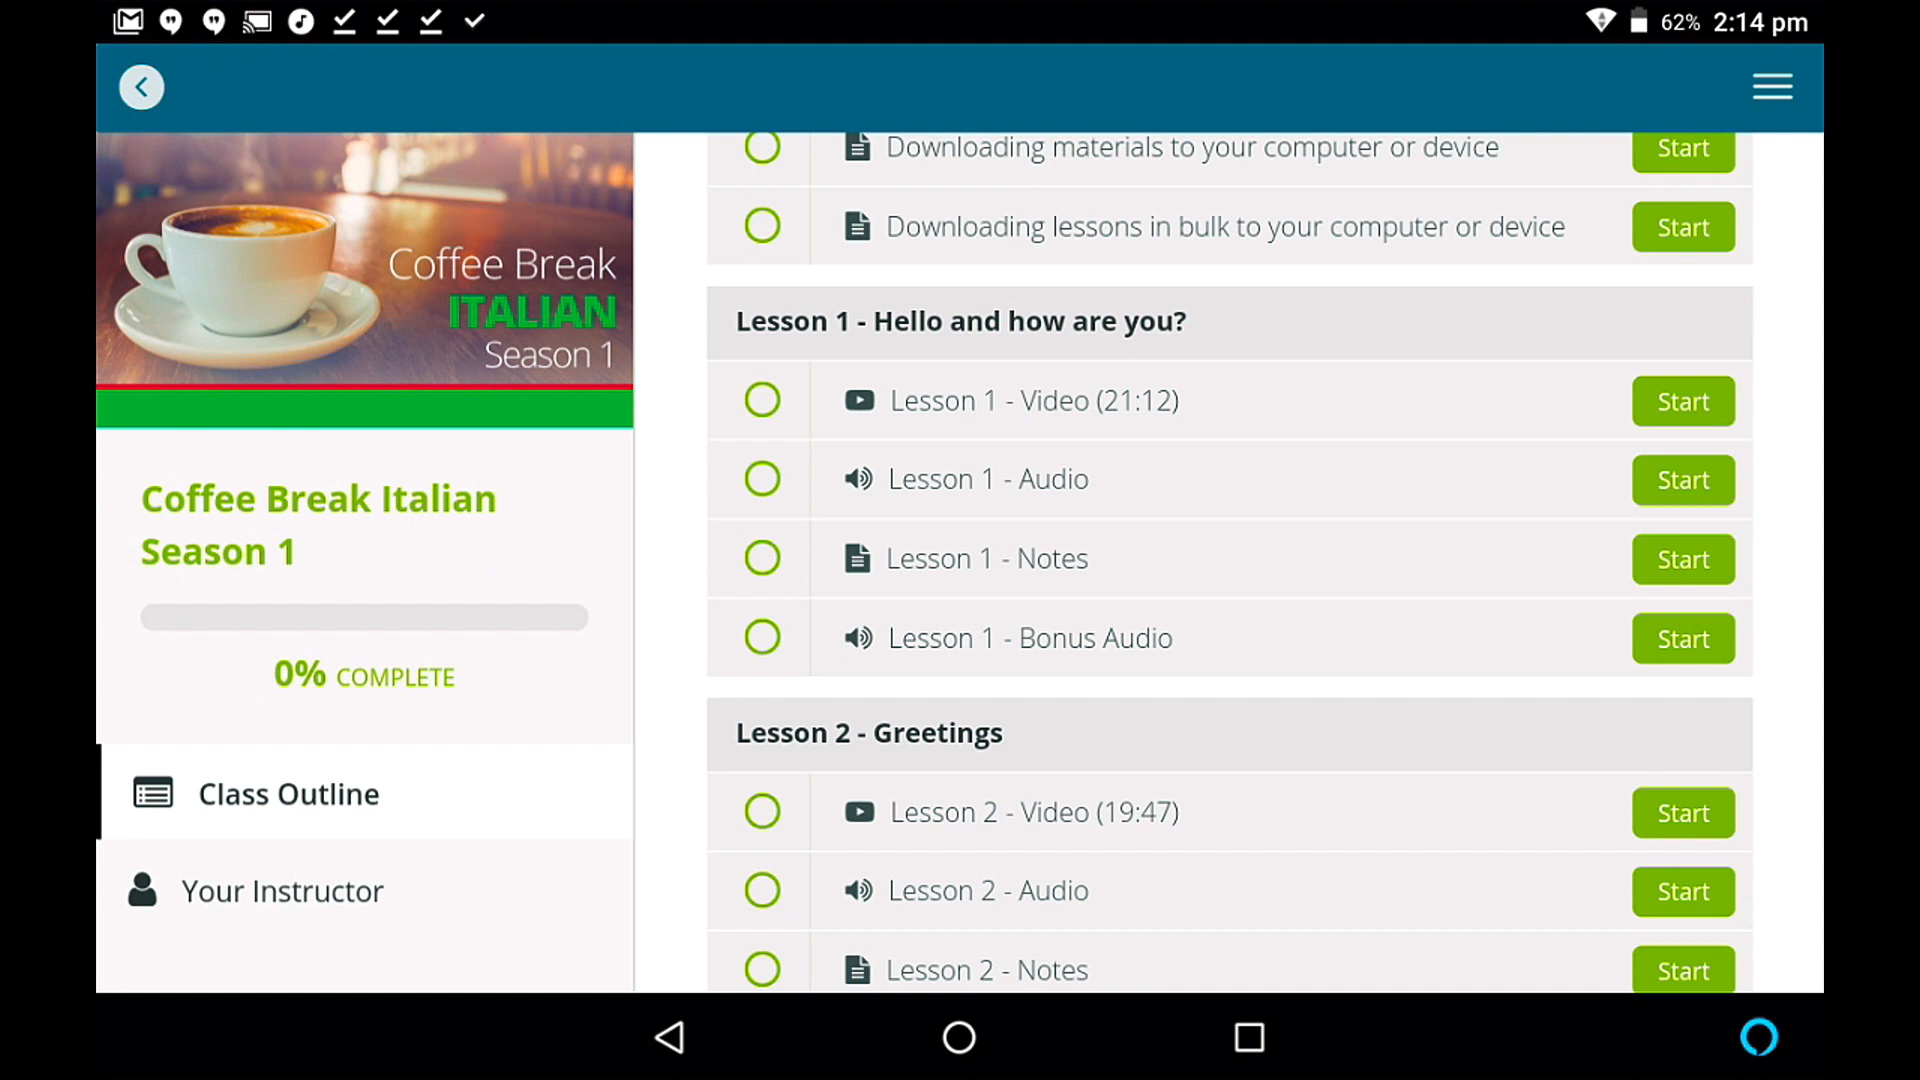 62% 2:14 pm
Coffee Break
ITALIAN
Season 1
Coffee Break Italian
Season 1
0% COMPLETE
Class Outline
Your Instructor
Downloading materials to your computer or device Start
Downloading lessons in bulk to your computer or device Start
Lesson 1 - Hello and how are you?
Lesson 1 - Video (21:12) Start
Lesson 1 - Audio Start
Lesson 1 - Notes Start
Lesson 1 - Bonus Audio Start
Lesson 2 - Greetings
Lesson 2 - Video (19:47) Start
Lesson 2 - Audio Start
Lesson 2 - Notes Start